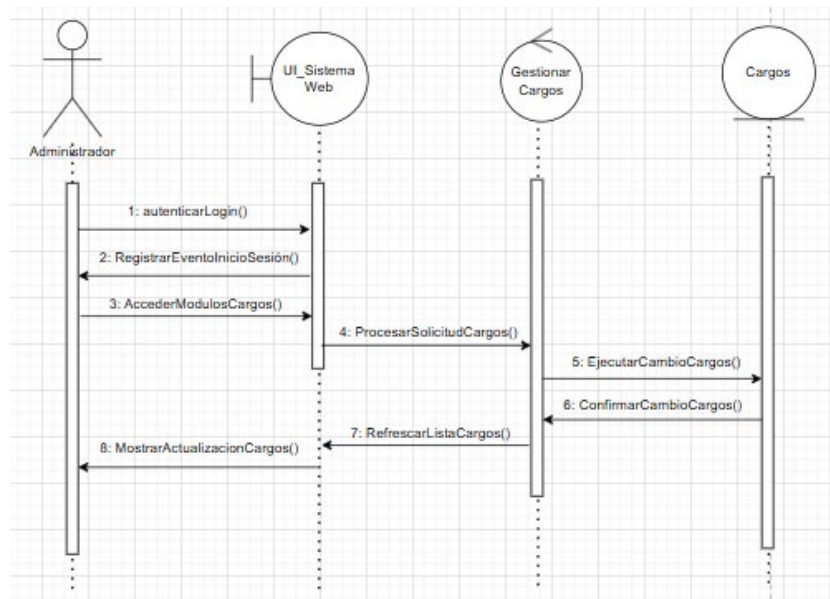 UI_Sistema
Web
Gestionar
Cargos
Cargos
Administrador
1: autenticarLogin()
2: RegistrarEventoInicioSesión()
3: AccederModulosCargos()
4: ProcesarSolicitudCargos()
5: EjecutarCambioCargos()
6: ConfirmarCambioCargos()
7: RefrescarListaCargos()
8: MostrarActualizacionCargos()